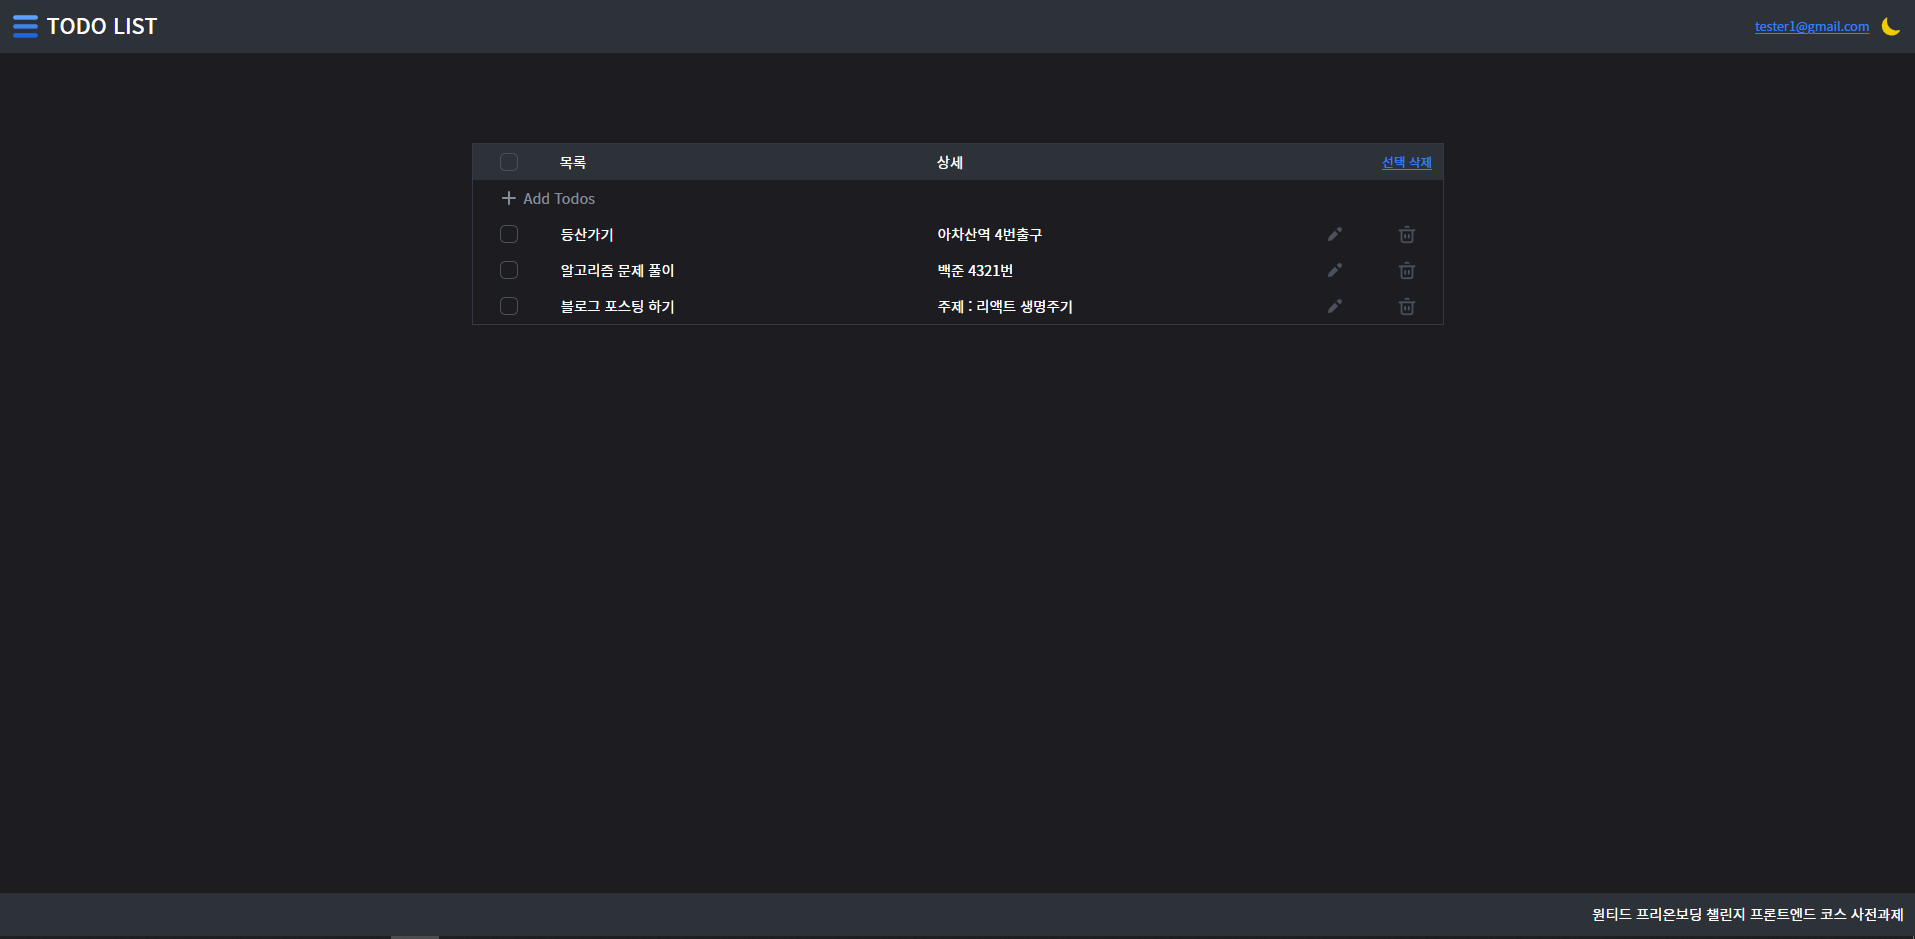 TODO LIST
tester1@gmail.com
목록 상세 선택 삭제
Add Todos
등산가기 아차산역 4번출구
알고리즘 문제 풀이 백준 4321번
블로그 포스팅 하기 주제 : 리액트 생명주기
원티드 프리온보딩 챌린지 프론트엔드 코스 사전과제